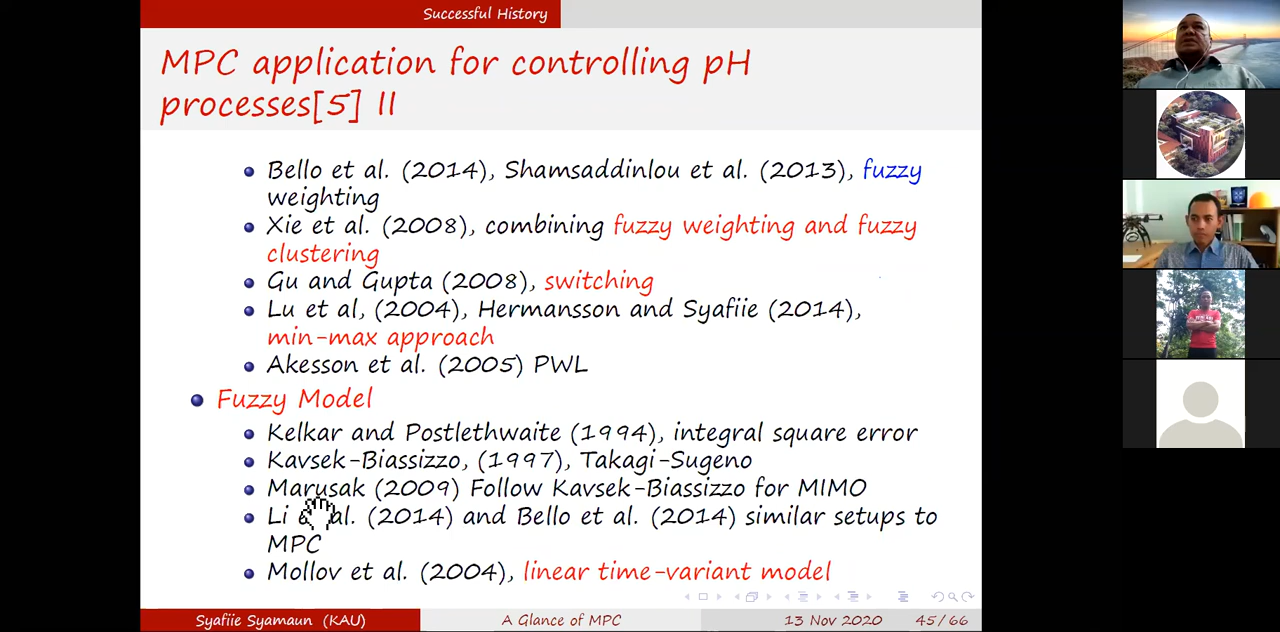 Successful History
MPC application for controlling pH
processes[5] II
Bello et al. (2014), Shamsaddinlou et al. (2013), fuzzy
weighting
Xie et al. (2008), combining fuzzy weighting and fuzzy
clustering
Gu and Gupta (2008), switching
Lu et al, (2004), Hermansson and Syafiie (2014),
min-max approach
Akesson et al. (2005) PWL
Fuzzy Model
Kelkar and Postlethwaite (1994), integral square error
Kavsek-Biassizzo, (1997), Takagi-Sugeno
Marusak (2009) Follow Kavsek-Biassizzo for MIMO
Li et al. (2014) and Bello et al. (2014) similar setups to
MPC
Mollov et al. (2004), linear time-variant model
Syafiie Syamaun (KAU)
A Glance of MPC
13 Nov 2020
45/66